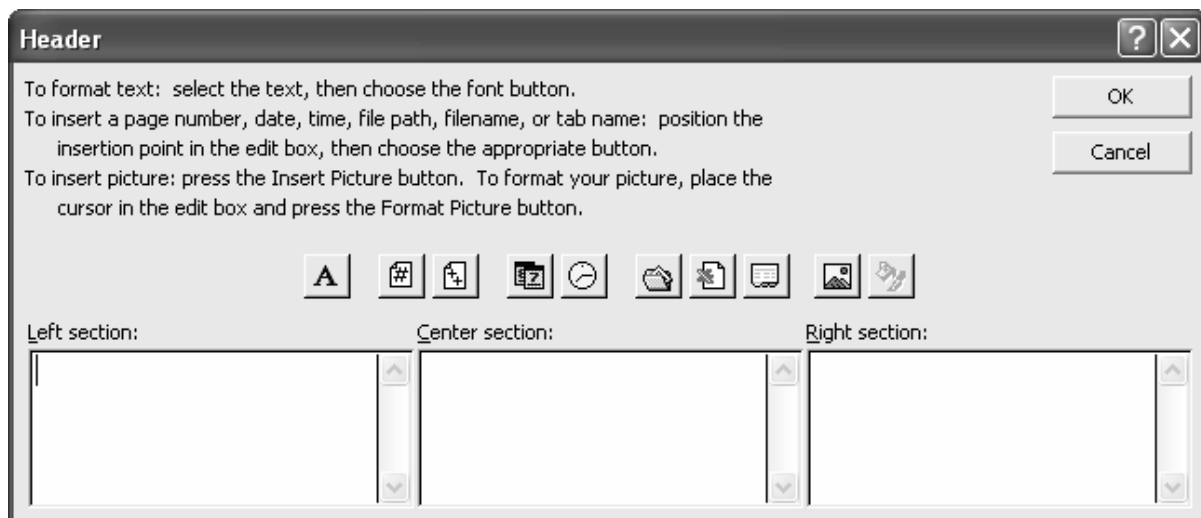 Header
To format text: select the text, then choose the font button.
To insert a page number, date, time, file path, filename, or tab name: position the
insertion point in the edit box, then choose the appropriate button.
To insert picture: press the Insert Picture button. To format your picture, place the
cursor in the edit box and press the Format Picture button.
OK
Cancel
A
Left section:
Center section:
Right section: